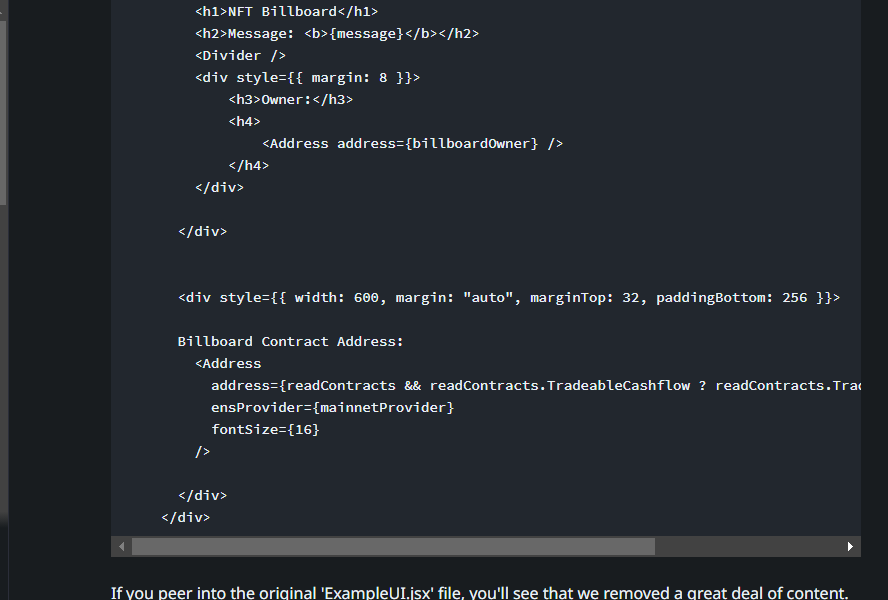 <h1>NFT Billboard</h1>
<h2>Message: <b>{message}</b></h2>
<Divider />
<div style={{ margin: 8 }}>
<h3>Owner:</h3>
<h4>
<Address address={billboardOwner} />
</h4>
</div>
</div>
<div style={{ width: 600, margin: "auto", marginTop: 32, paddingBottom: 256 }}>
Billboard Contract Address:
<Address
address={readContracts && readContracts.TradeableCashflow ? readContracts.Trad
ensProvider={mainnetProvider}
fontSize={16}
/>
</div>
</div>
If you peer into the original 'ExampleUI.jsx' file, you'll see that we removed a great deal of content.